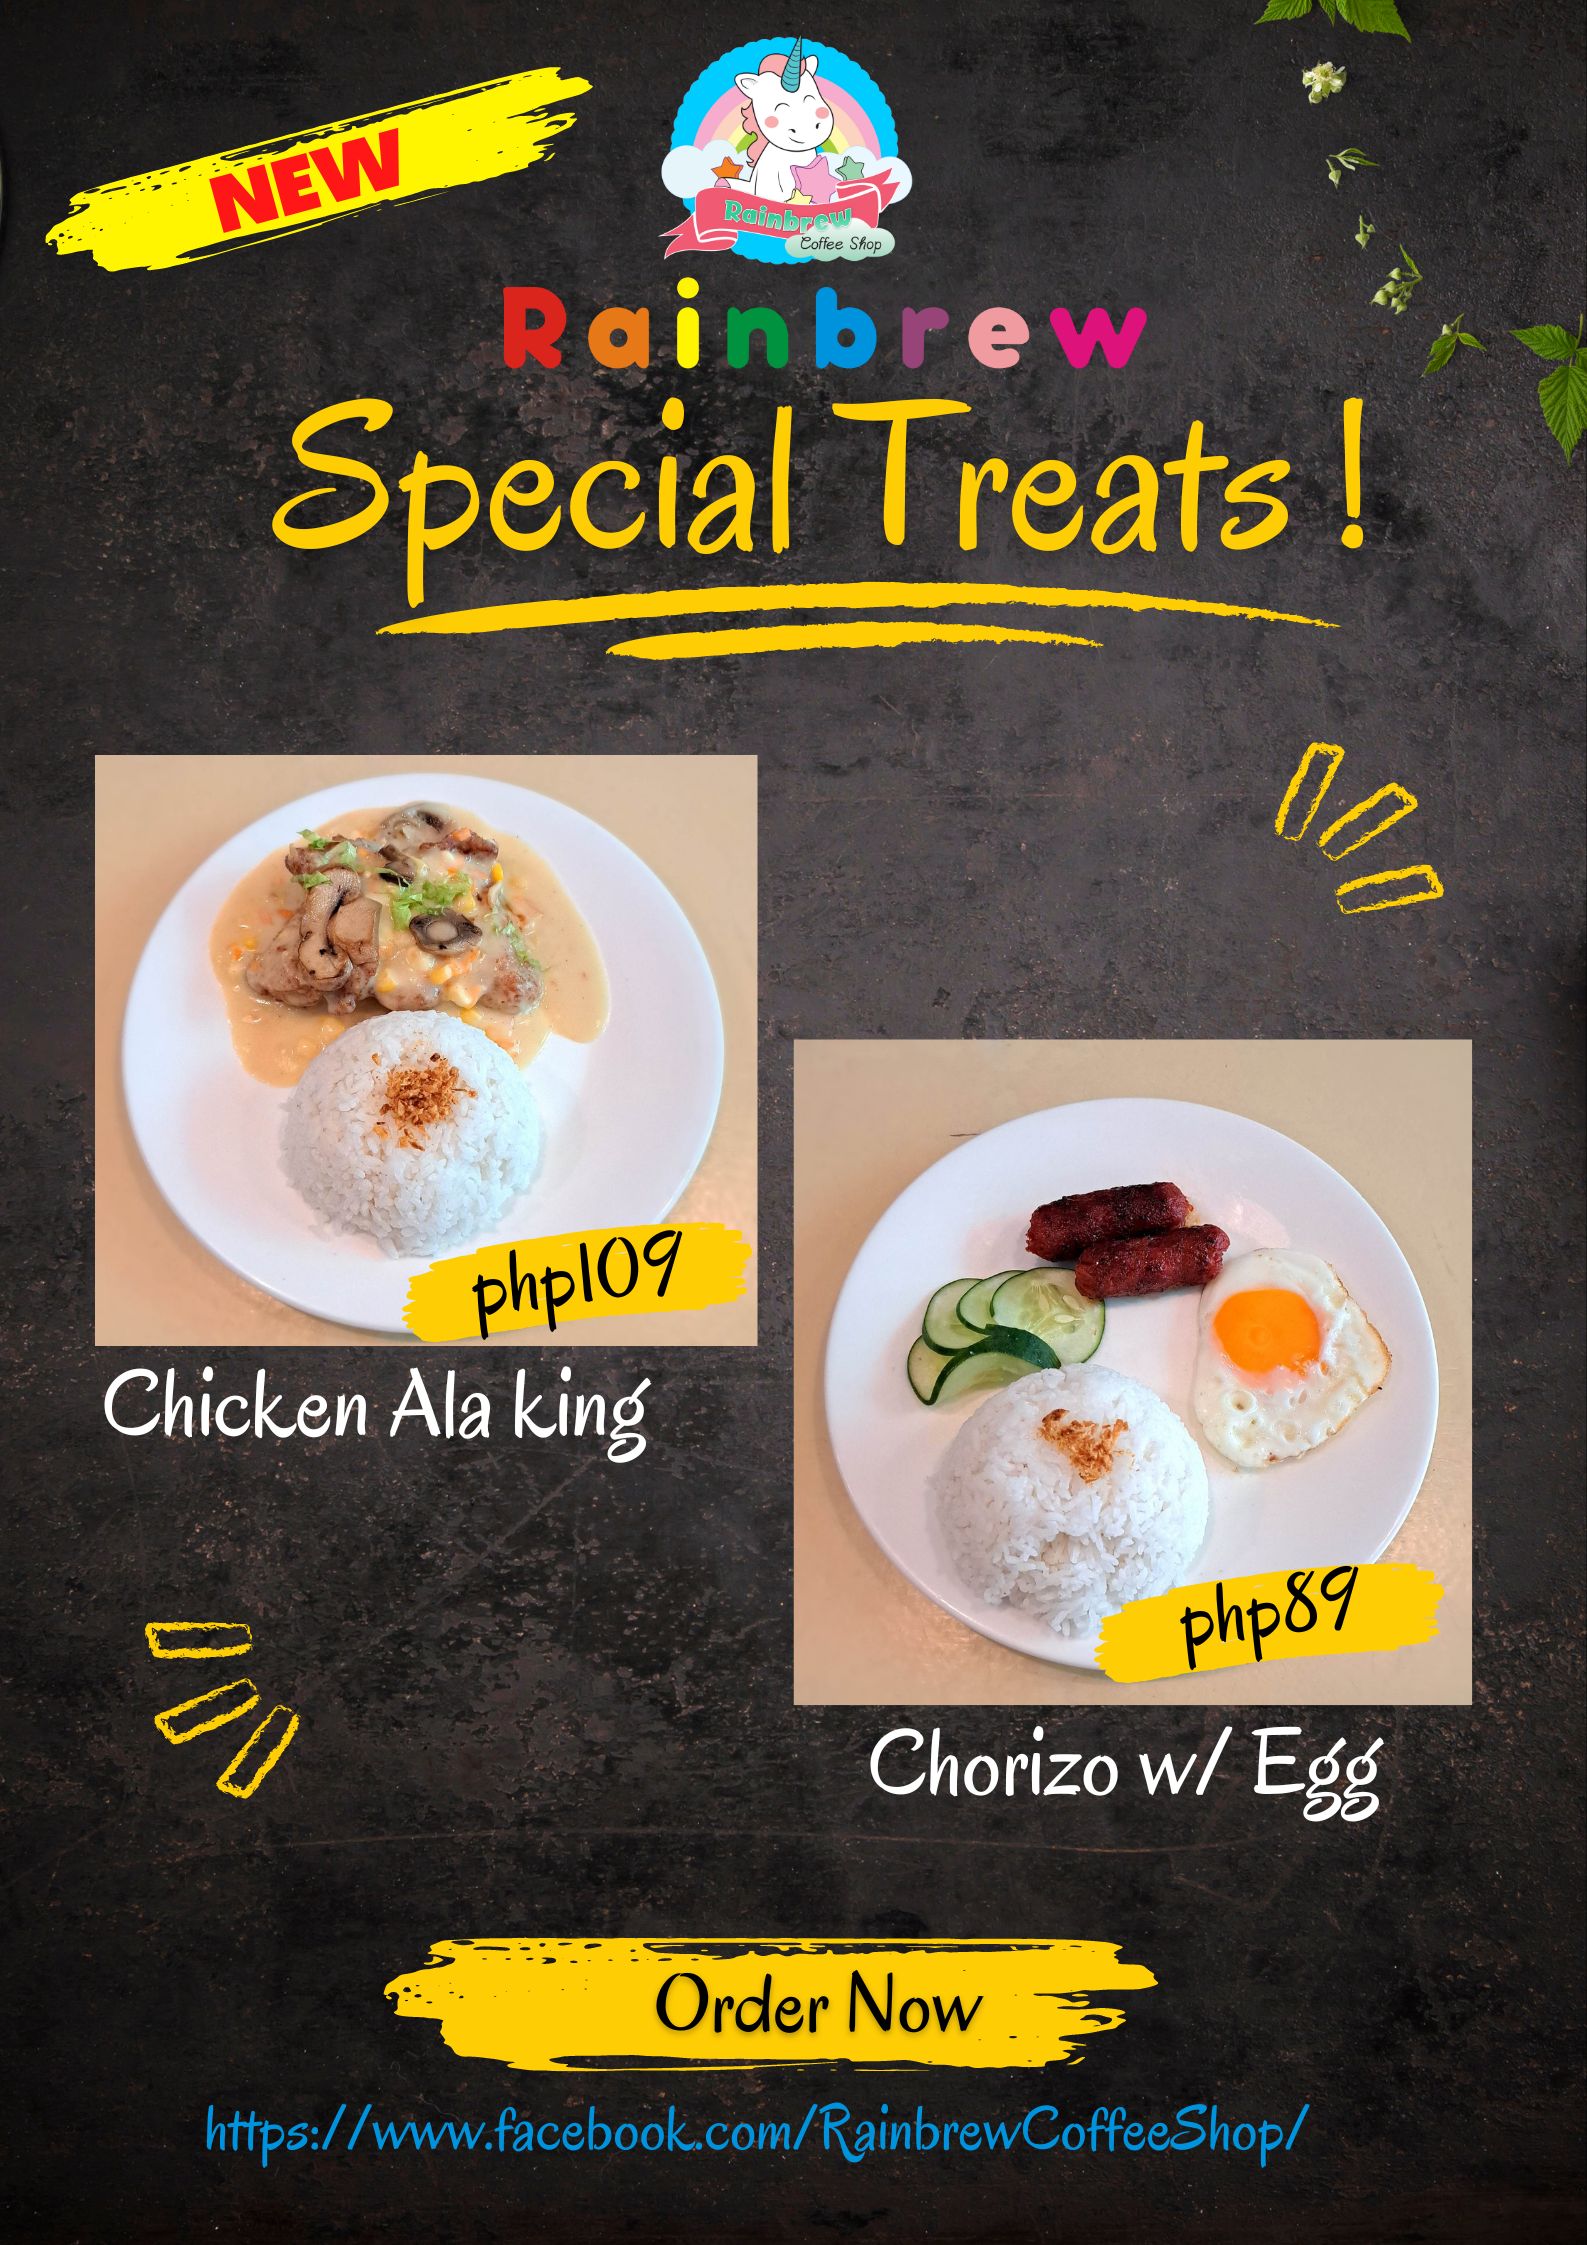 NEW
Rainbrew
Coffee Shop
Rainbrew
Special Treats !
php109
Chicken Ala king
php89
Chorizo w/ Egg
Order Now
https://www.facebook.com/RainbrewCoffeeShop/